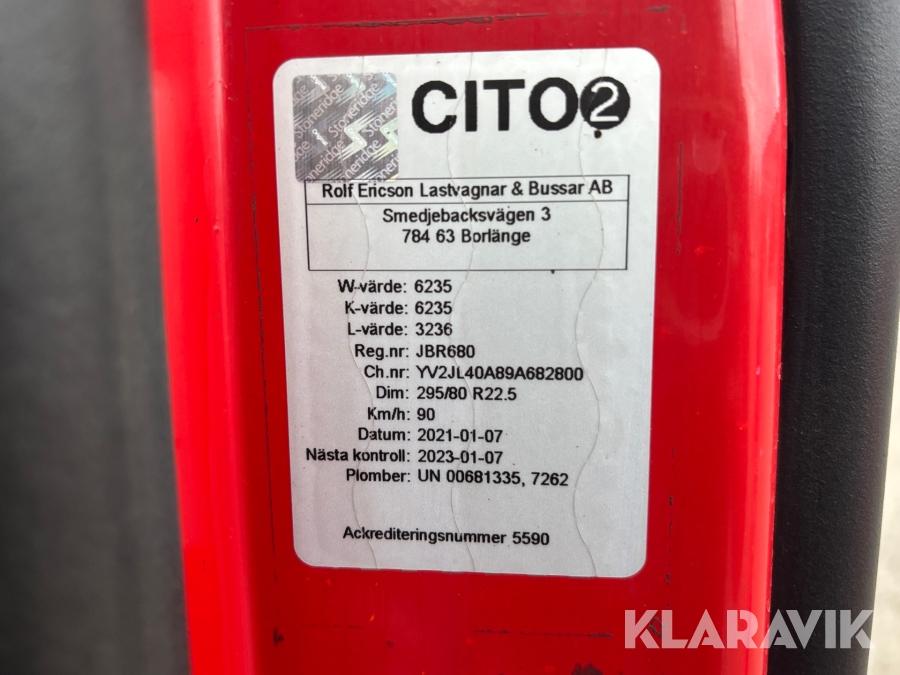 CITO2
Stoneridge
Rolf Ericson Lastvagnar & Bussar AB
Smedjebacksvägen 3
784 63 Borlänge
W-värde: 6235
K-värde: 6235
L-värde: 3236
Reg.nr: JBR680
Ch.nr: YV2JL40A89A682800
Dim: 295/80 R22.5
Km/h: 90
Datum: 2021-01-07
Nästa kontroll: 2023-01-07
Plomber: UN 00681335, 7262
Ackrediteringsnummer 5590
KLARAVIK